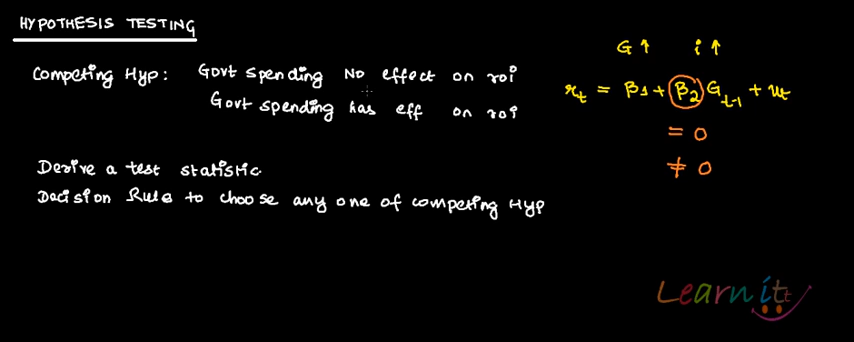 HYPOTHESIS TESTING
G↑ i↑
Competing Hyp: Govt spending No effect on roi
rₜ = β1 + β2 Gₜ₋₁ + uₜ
Govt spending has eff on roi
= 0
≠ 0
Derive a test statistic.
Decision Rule to choose any one of competing Hyp
Learnitt